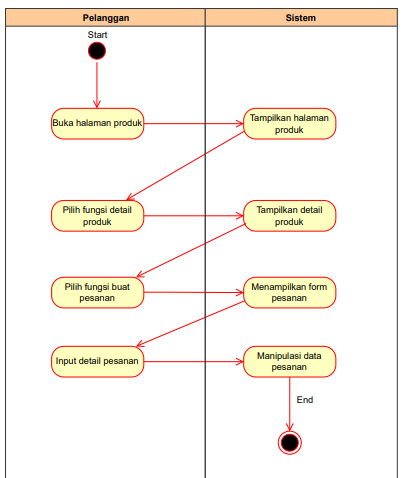 Pelanggan
Sistem
Start
Buka halaman produk
Tampilkan halaman
produk
Pilih fungsi detail
produk
Tampilkan detail
produk
Pilih fungsi buat
pesanan
Menampilkan form
pesanan
Input detail pesanan
Manipulasi data
pesanan
End